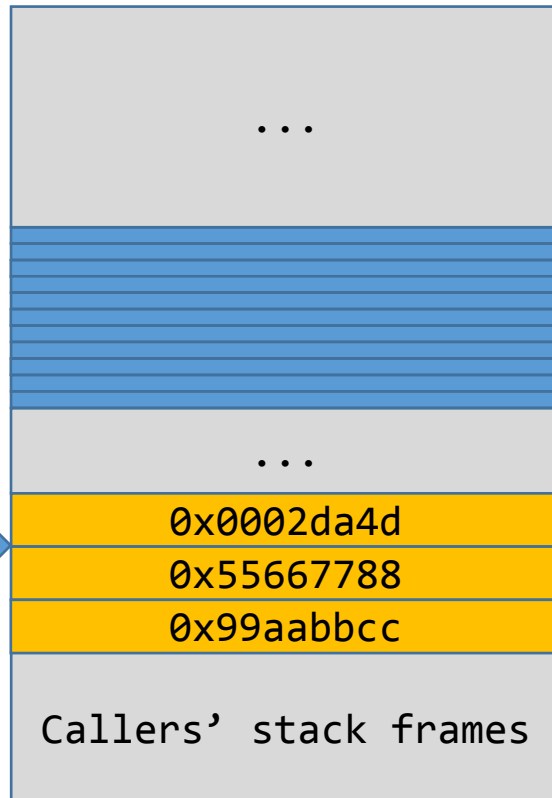 ...
...
0x0002da4d
0x55667788
0x99aabbcc
Callers’ stack frames